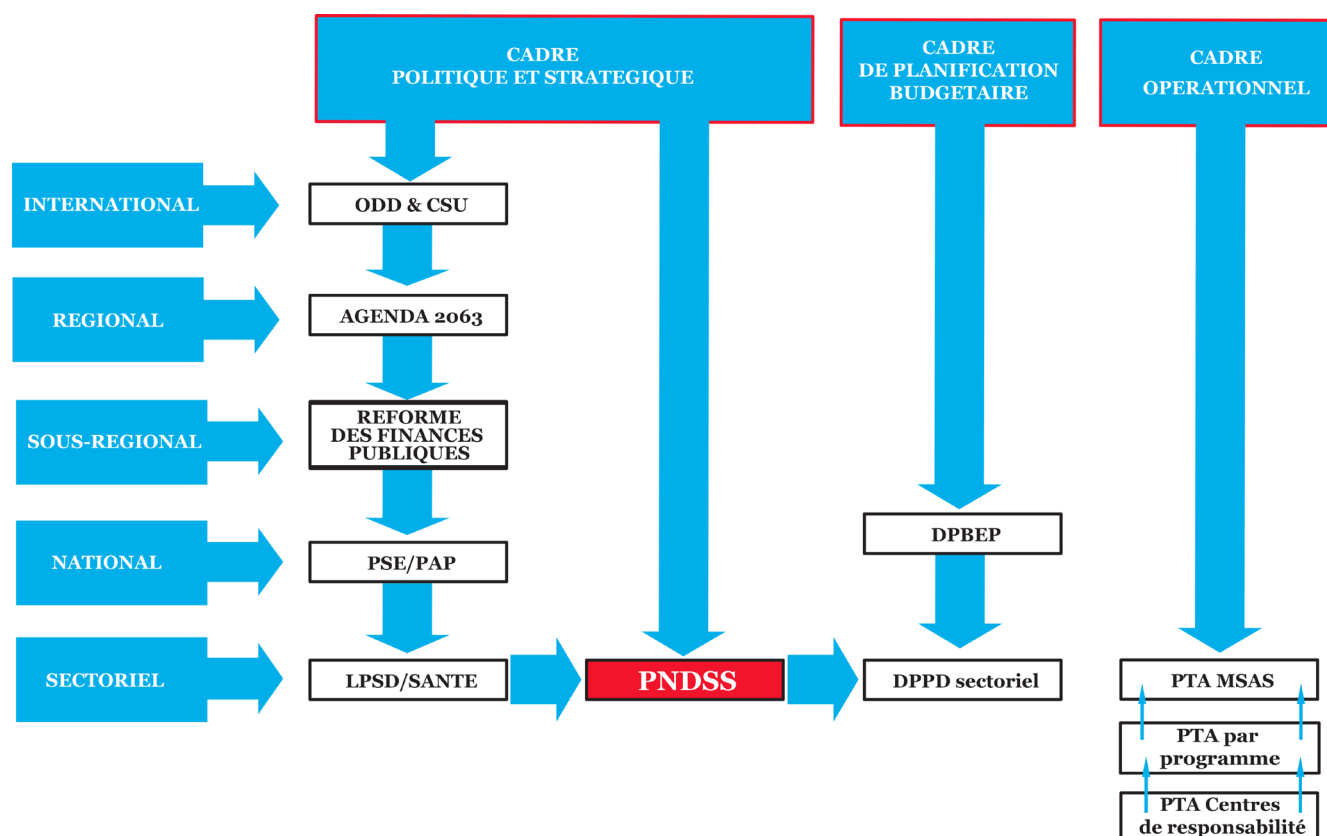 CADRE
POLITIQUE ET STRATEGIQUE
CADRE
DE PLANIFICATION
BUDGETAIRE
CADRE
OPERATIONNEL
INTERNATIONAL
ODD & CSU
REGIONAL
AGENDA 2063
SOUS-REGIONAL
REFORME
DES FINANCES
PUBLIQUES
NATIONAL
PSE/PAP
DPBEP
SECTORIEL
LPSD/SANTE
PNDSS
DPPD sectoriel
PTA MSAS
PTA par
programme
PTA Centres
de responsabilité